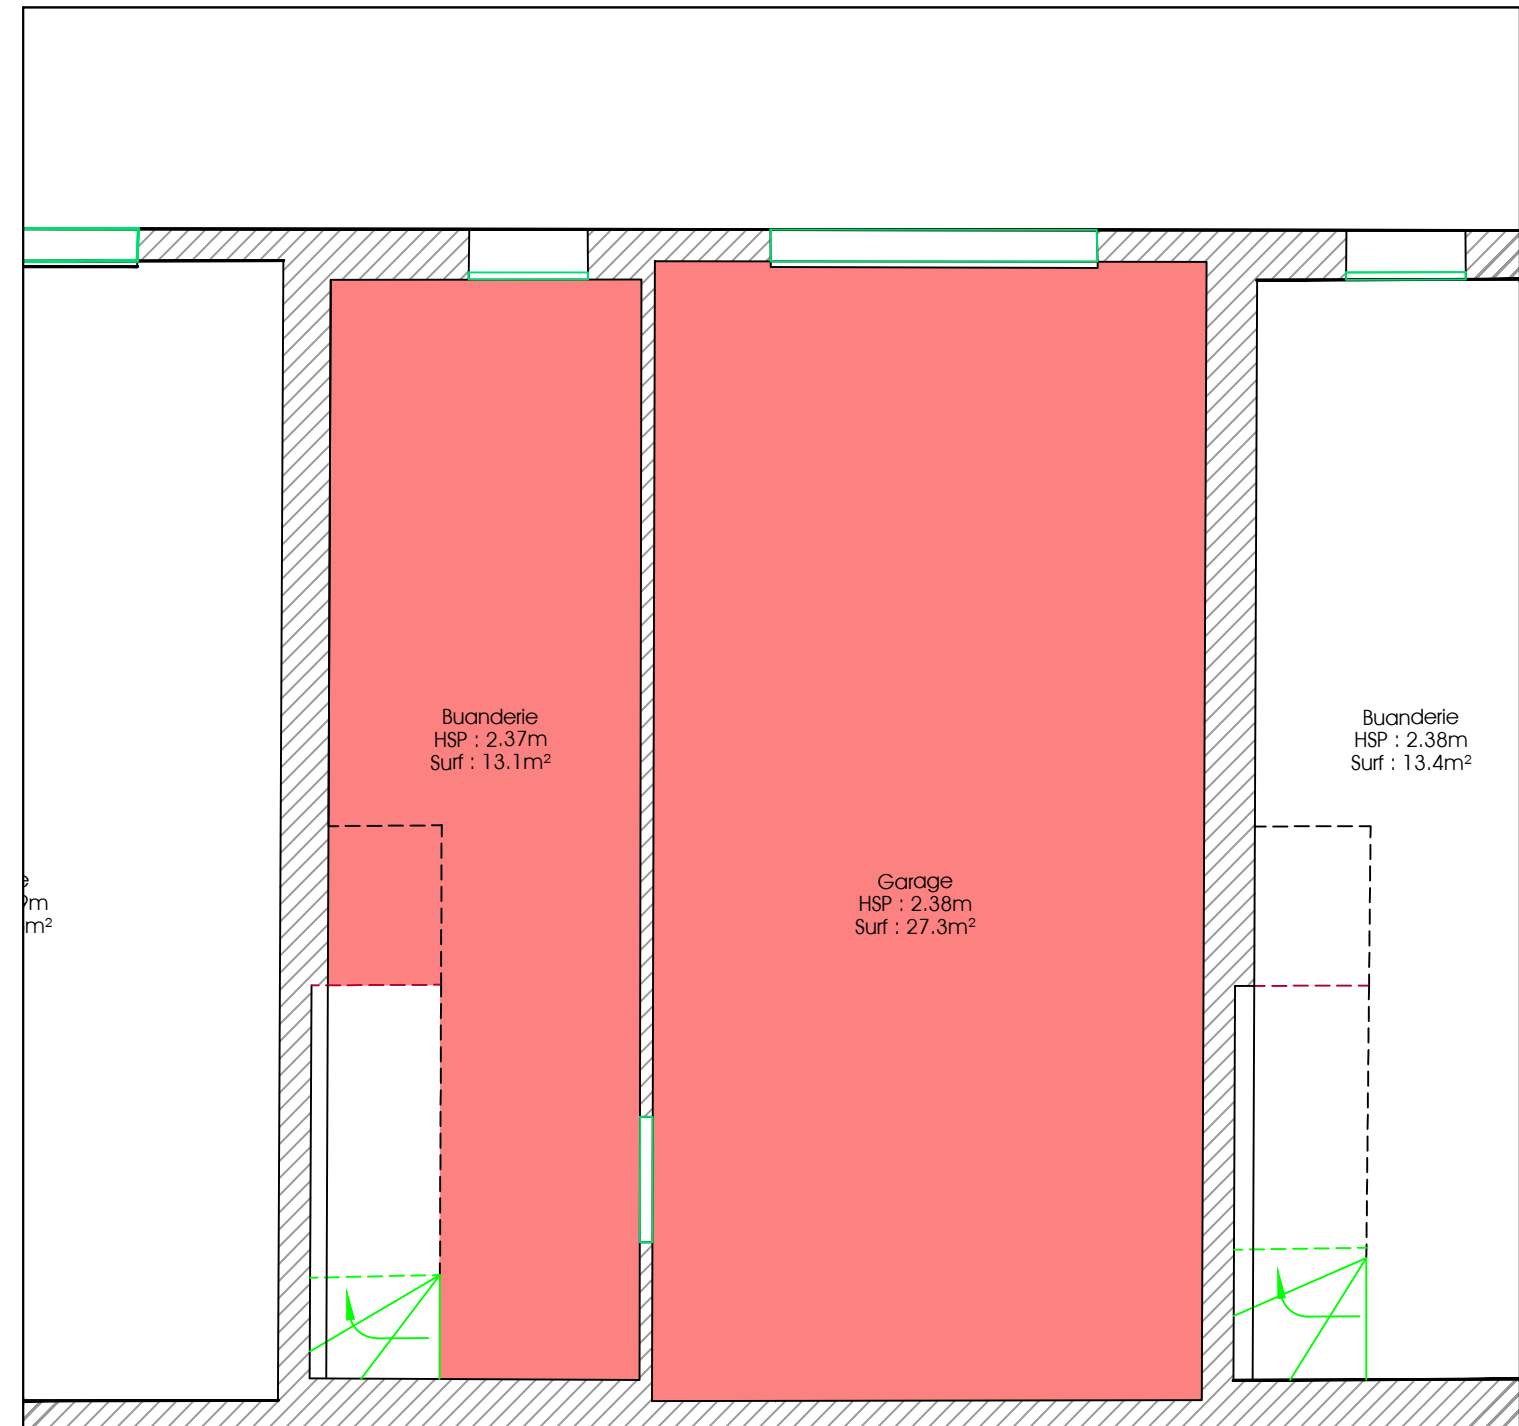 Buanderie
HSP : 2.37m
Surf : 13.1m²
Garage
HSP : 2.38m
Surf : 27.3m²
Buanderie
HSP : 2.38m
Surf : 13.4m²
m
m²